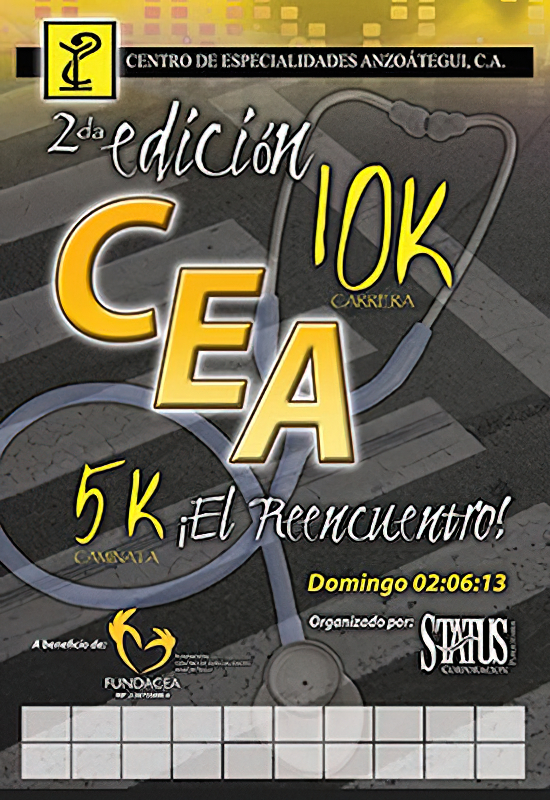 CENTRO DE ESPECIALIDADES ANZOÁTEGUI, C.A.
2da edición
10K
CARRERA
CEA
5K
CAMINATA
¡El Reencuentro!
Domingo 02:06:13
A beneficio de:
FUNDACEA
Organizado por:
STATUS
CORPORACION